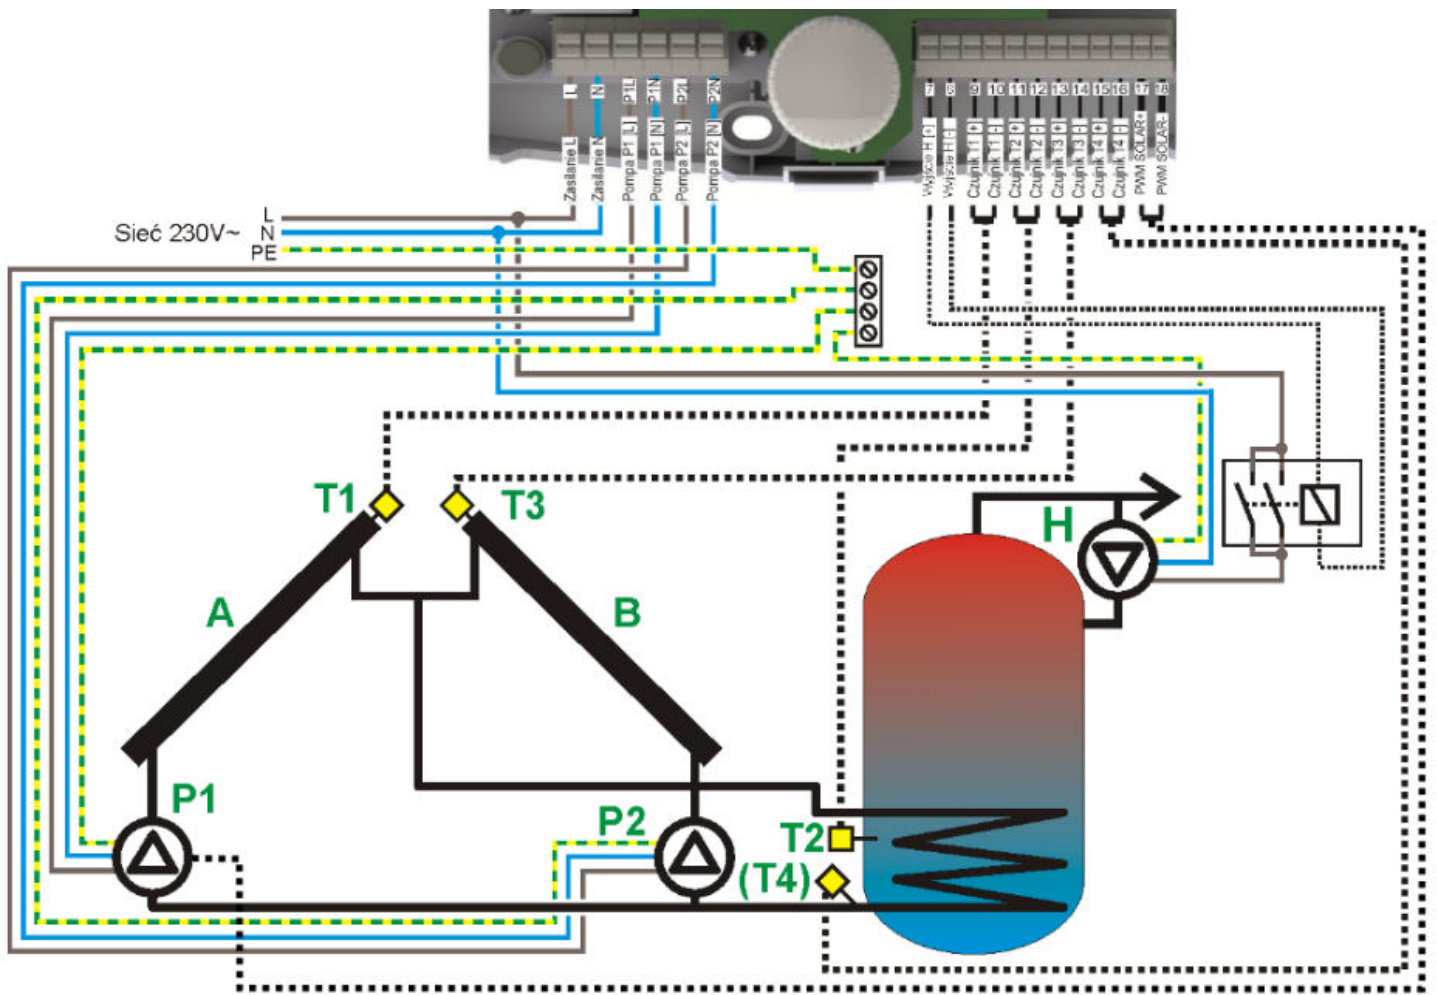 L
N
P1L
P1N
P2L
P2N
7
8
9
10
11
12
13
14
15
16
17
18
Zasilanie L
Zasilanie N
Pompa P1 [L]
Pompa P1 [N]
Pompa P2 [L]
Pompa P2 [N]
Wyjście H [+]
Wyjście H [-]
Czujnik T1 [+]
Czujnik T1 [-]
Czujnik T2 [+]
Czujnik T2 [-]
Czujnik T3 [+]
Czujnik T3 [-]
Czujnik T4 [+]
Czujnik T4 [-]
PWM SOLAR+
PWM SOLAR-
L
Sieć 230V~ N
PE
T1
T3
H
A
B
P1
P2
T2
(T4)